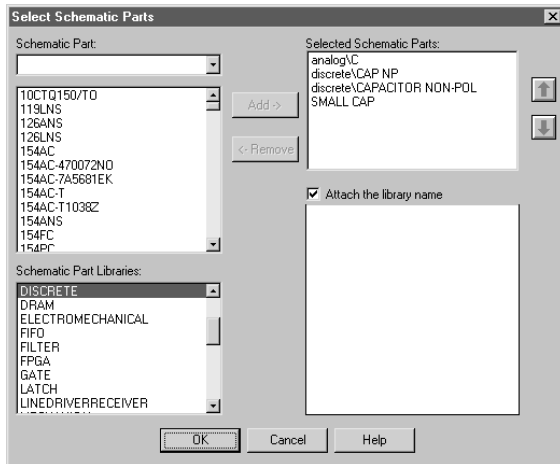 Select Schematic Parts
Schematic Part:
10CTQ150/TO
119LNS
126ANS
126LNS
154AC
154AC-470072NO
154AC-7A5681EK
154AC-T
154AC-T1038Z
154ANS
154FC
154PC
Schematic Part Libraries:
DISCRETE
DRAM
ELECTROMECHANICAL
FIFO
FILTER
FPGA
GATE
LATCH
LINEDRIVERRECEIVER
Add ->
<- Remove
Selected Schematic Parts:
analog\C
discrete\CAP NP
discrete\CAPACITOR NON-POL
SMALL CAP
Attach the library name
OK
Cancel
Help